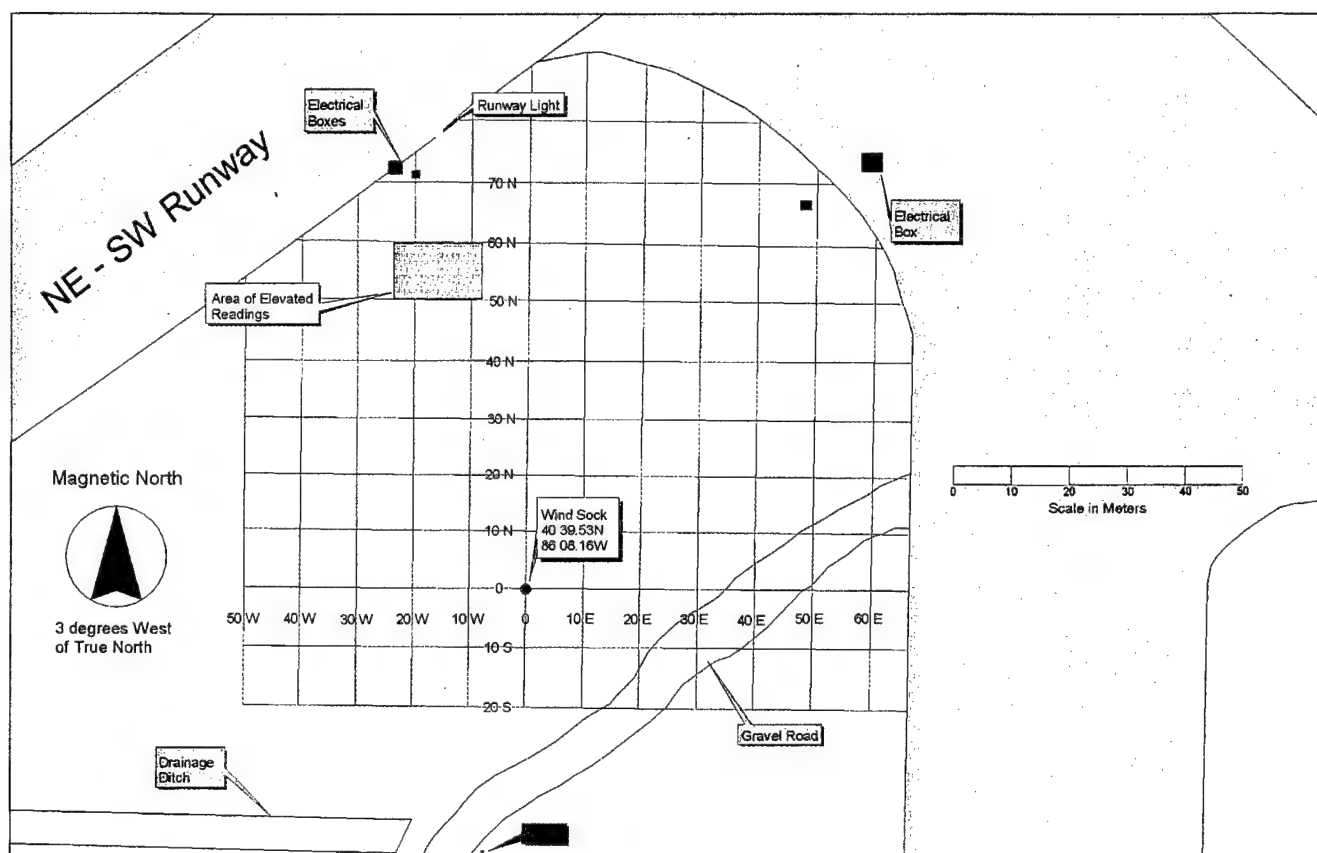 Electrical
Boxes
Runway Light
NE - SW Runway
Electrical
Box
70 N
60 N
Area of Elevated
Readings
50 N
40 N
30 N
20 N
10 N
0
Magnetic North
3 degrees West
of True North
Wind Sock
40 39.53N
86 08.16W
0 10 20 30 40 50
Scale in Meters
50 W 40 W 30 W 20 W 10 W 0 10 E 20 E 30 E 40 E 50 E 60 E
10 S
20 S
Gravel Road
Drainage
Ditch